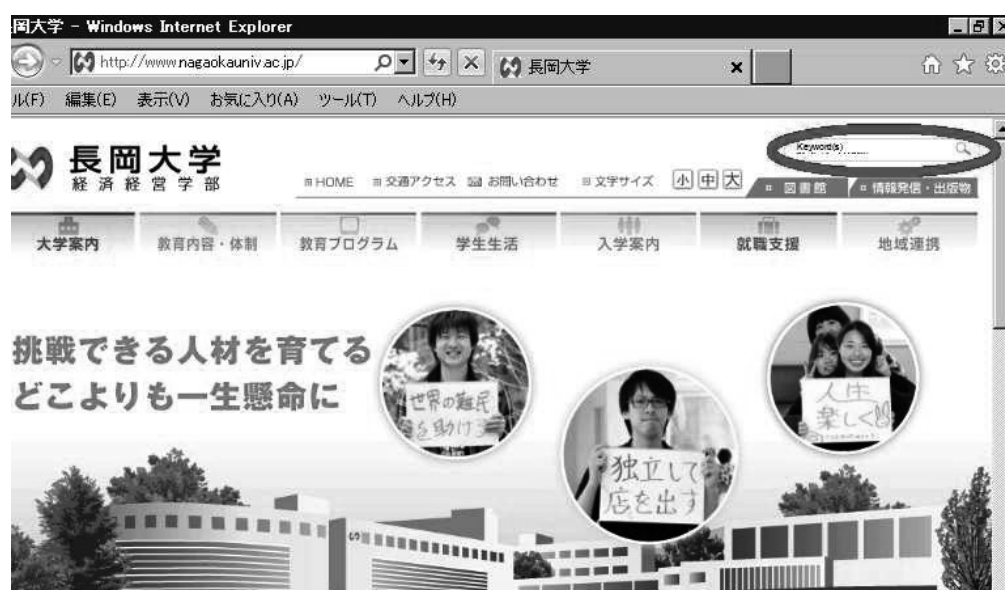 長岡大学 - Windows Internet Explorer
http://www.nagaokauniv.ac.jp/
長岡大学
ル(F) 編集(E) 表示(V) お気に入り(A) ツール(T) ヘルプ(H)
Keyword(s)
長岡大学
経済経営学部
HOME 交通アクセス お問い合わせ 文字サイズ 小 中 大
図書館 情報発信・出版物
大学案内 教育内容・体制 教育プログラム 学生生活 入学案内 就職支援 地域連携
挑戦できる人材を育てる
どこよりも一生懸命に
世界の難民
を助ける
独立して
店を出す
人生
楽しく